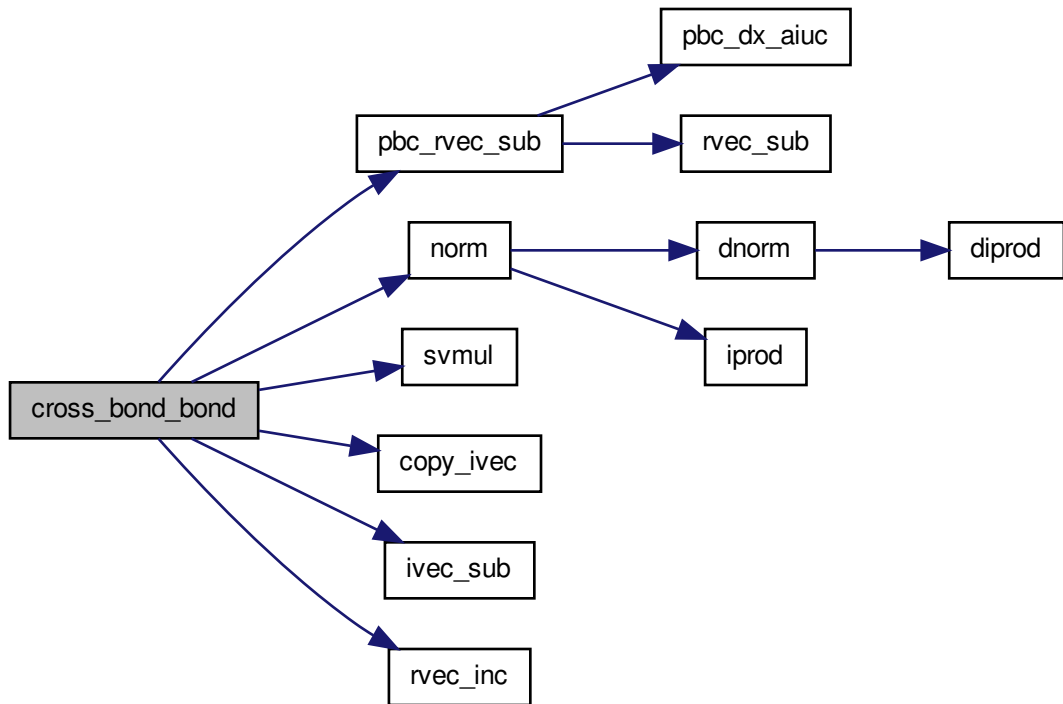 pbc_dx_aiuc
pbc_rvec_sub
rvec_sub
norm
dnorm
diprod
svmul
iprod
cross_bond_bond
copy_ivec
ivec_sub
rvec_inc